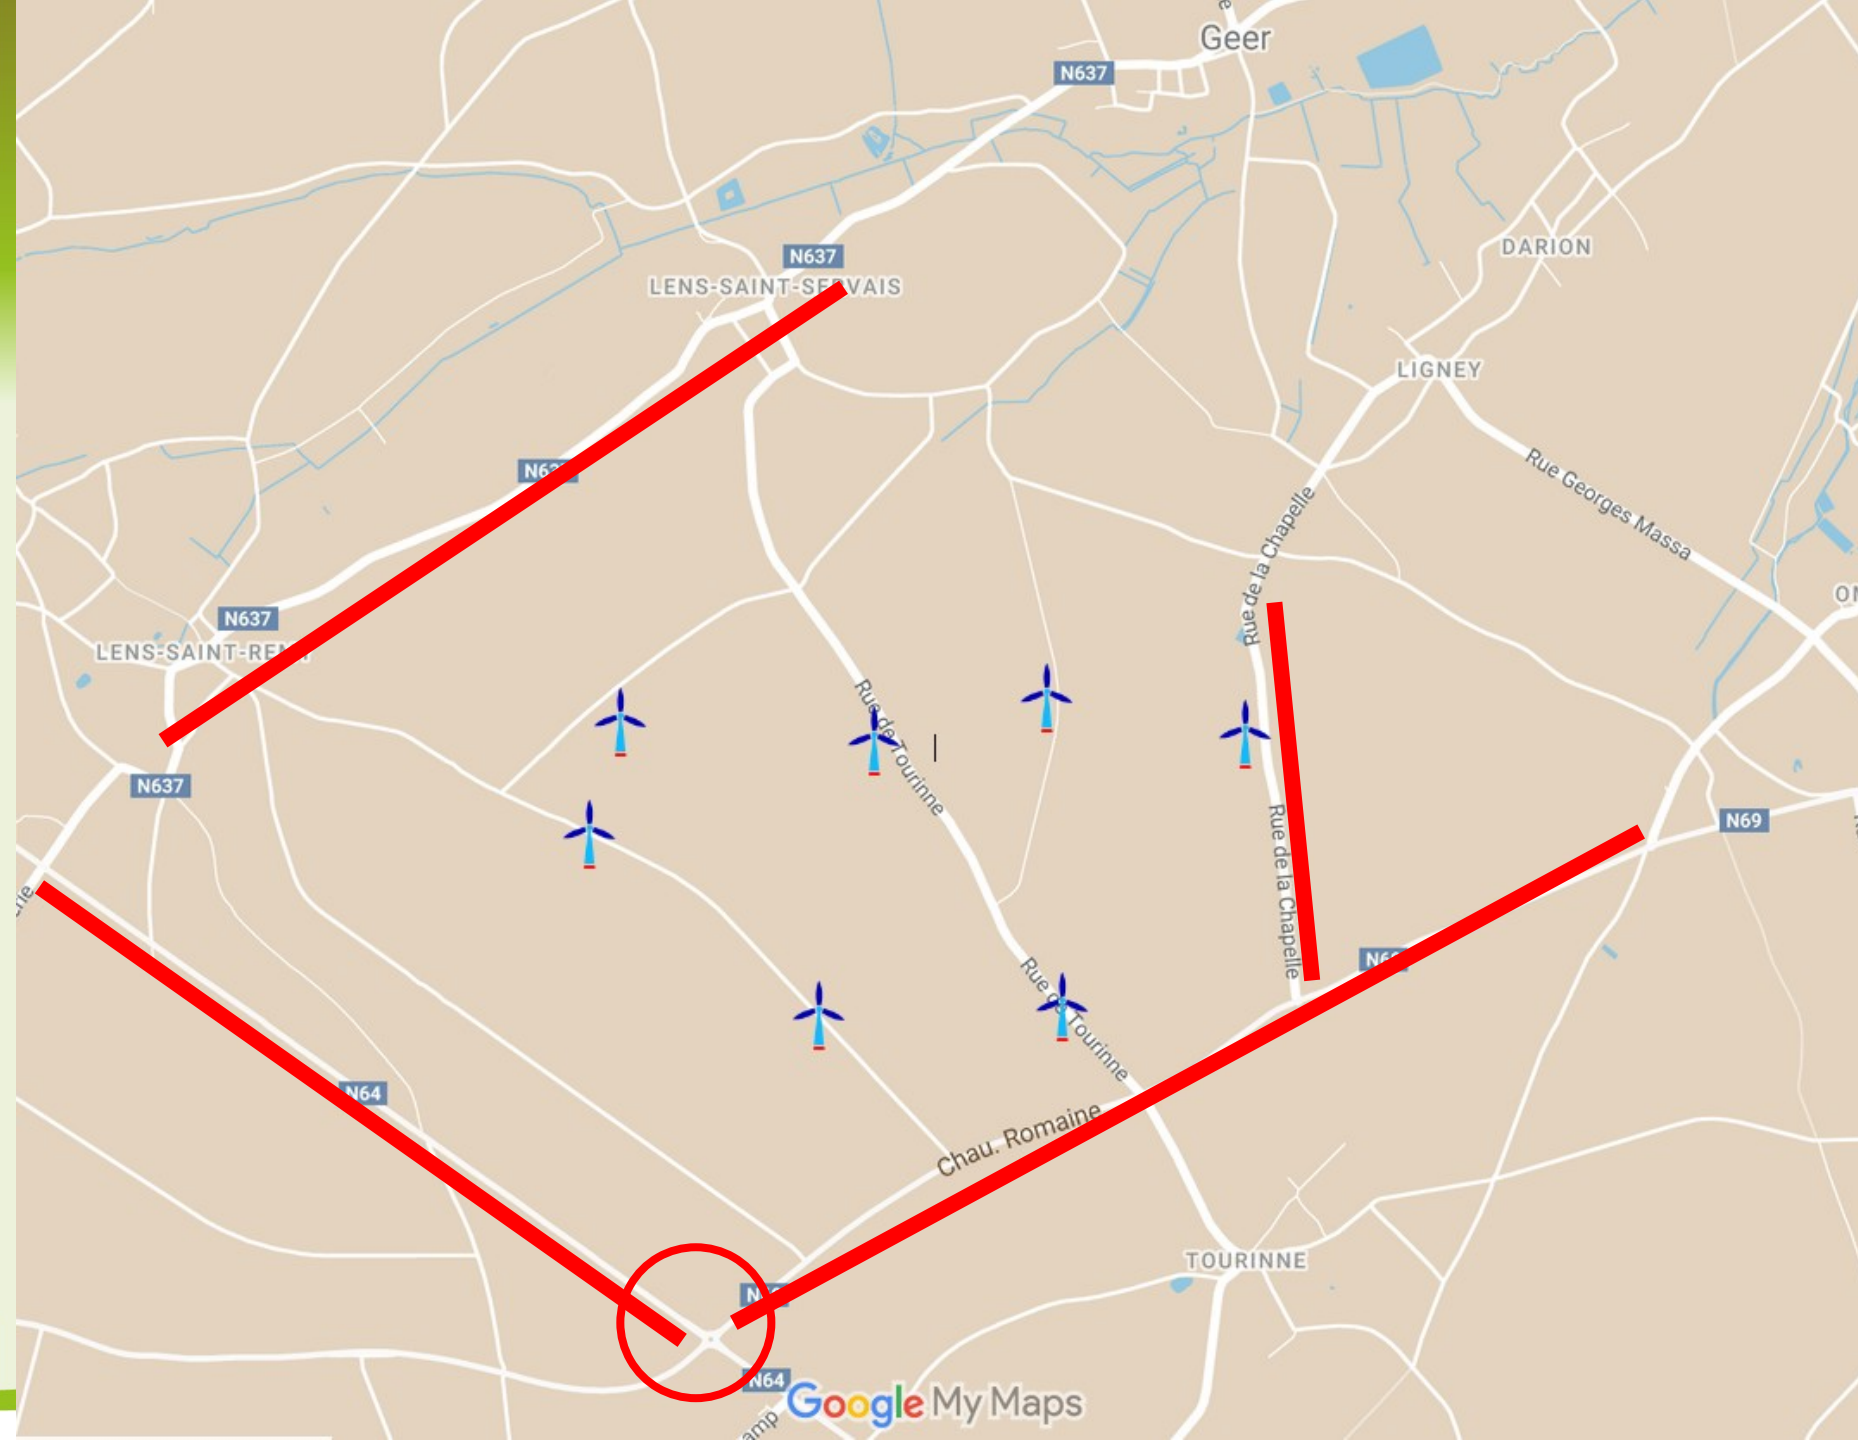 Geer
N637
DARION
N637
LENS-SAINT-SERVAIS
LIGNEY
Rue Georges Massa
Rue de la Chapelle
N637
LENS-SAINT-REMY
Rue de Tourinne
N637
Rue de la Chapelle
N69
Rue de Tourinne
N64
Chau. Romaine
TOURINNE
N64
Google My Maps